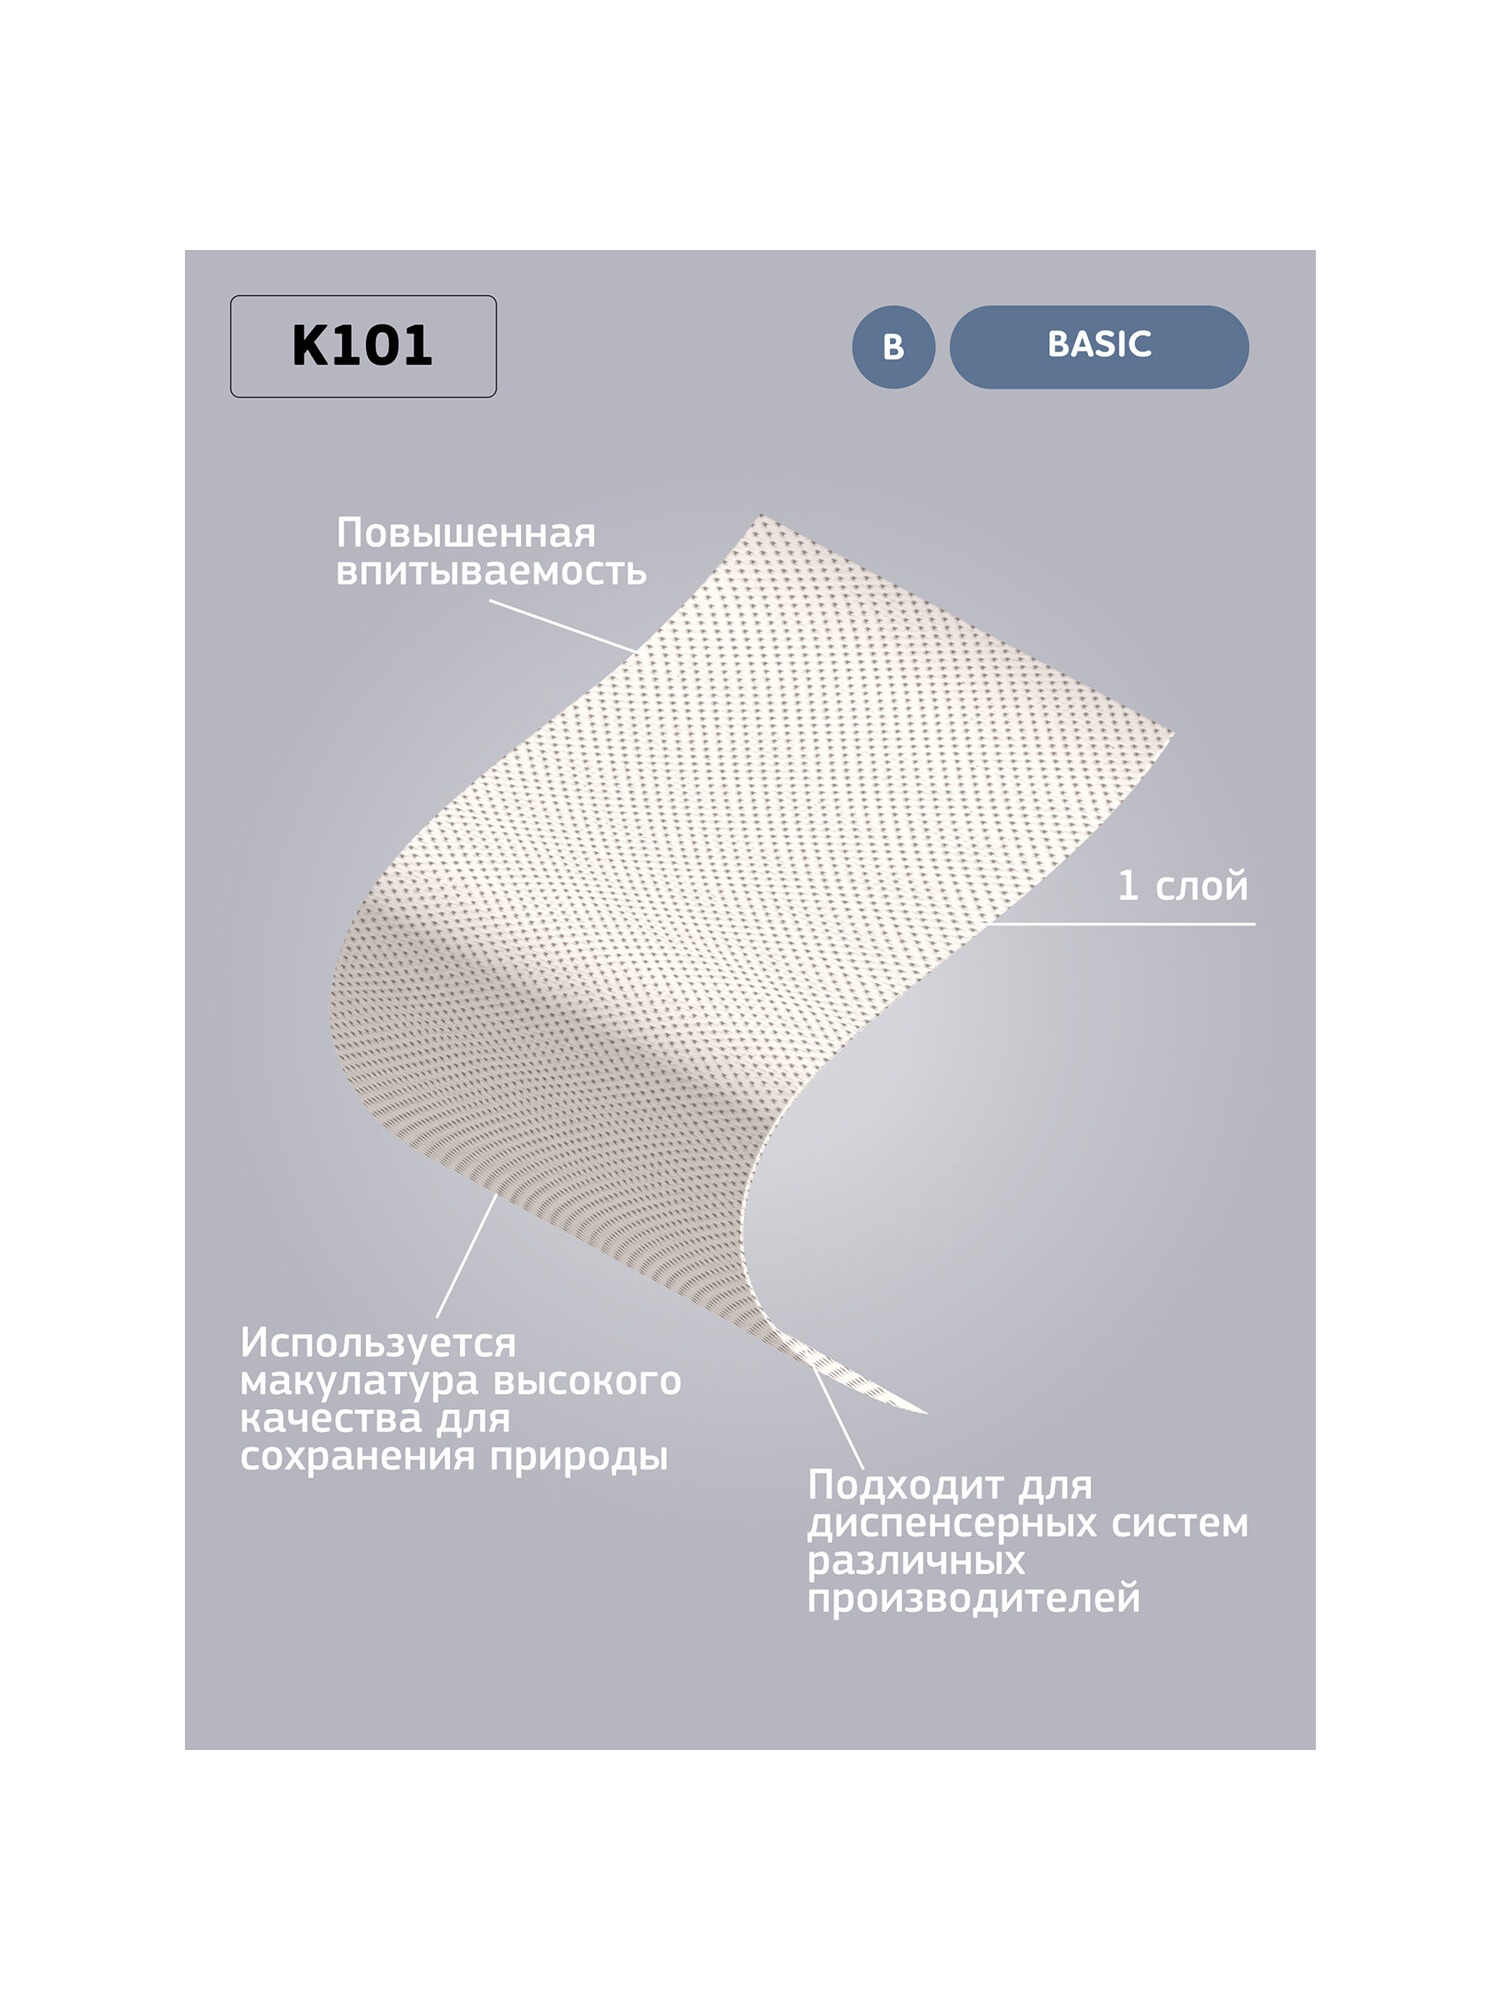 K101
B
BASIC
Повышенная
впитываемость
1 слой
Используется
макулатура высокого
качества для
сохранения природы
Подходит для
диспенсерных систем
различных
производителей